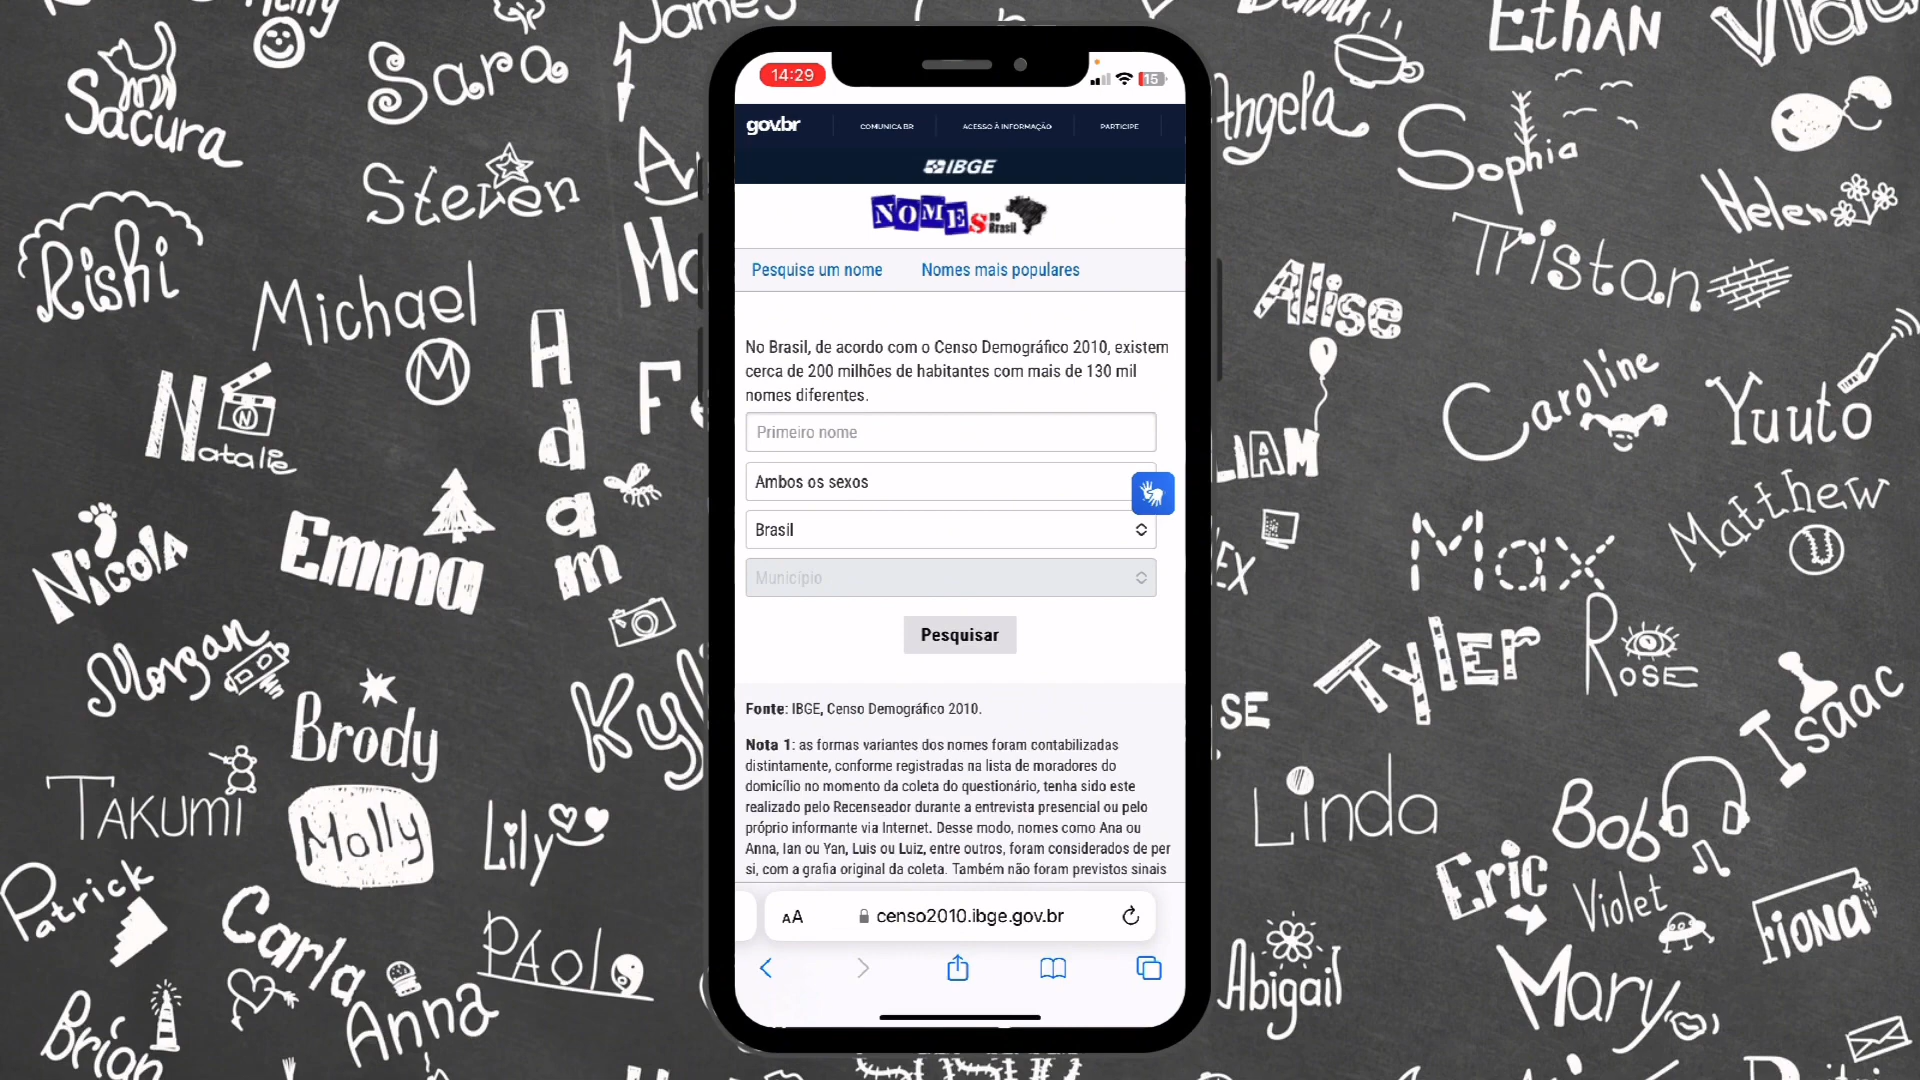 Sacura
Sara
James
Steven
Rishi
Michael
M
Adam
N
Natalie
Nicola
Emma
Morgan
Brody
Kyl
TAKUMi
Molly
Lily
Patrick
Carla
PAOlo
Anna
Brian
14:29
15
gov.br
COMUNICA BR
ACESSO À INFORMAÇÃO
PARTICIPE
IBGE
NOMEs no Brasil
Pesquise um nome
Nomes mais populares
No Brasil, de acordo com o Censo Demográfico 2010, existem
cerca de 200 milhões de habitantes com mais de 130 mil
nomes diferentes.
Primeiro nome
Ambos os sexos
Brasil
Município
Pesquisar
Fonte: IBGE, Censo Demográfico 2010.
Nota 1: as formas variantes dos nomes foram contabilizadas
distintamente, conforme registradas na lista de moradores do
domicílio no momento da coleta do questionário, tenha sido este
realizado pelo Recenseador durante a entrevista presencial ou pelo
próprio informante via Internet. Desse modo, nomes como Ana ou
Anna, Ian ou Yan, Luis ou Luiz, entre outros, foram considerados de per
si, com a grafia original da coleta. Também não foram previstos sinais
AA
censo2010.ibge.gov.br
EthAN
Angela
Sophia
Helen
Tristan
Alise
Caroline
Yuuto
LIAM
Matthew
EX
Max
Tyler
Rose
Isaac
SE
Linda
Bob
Eric
Violet
Fiona
Abigail
Mary